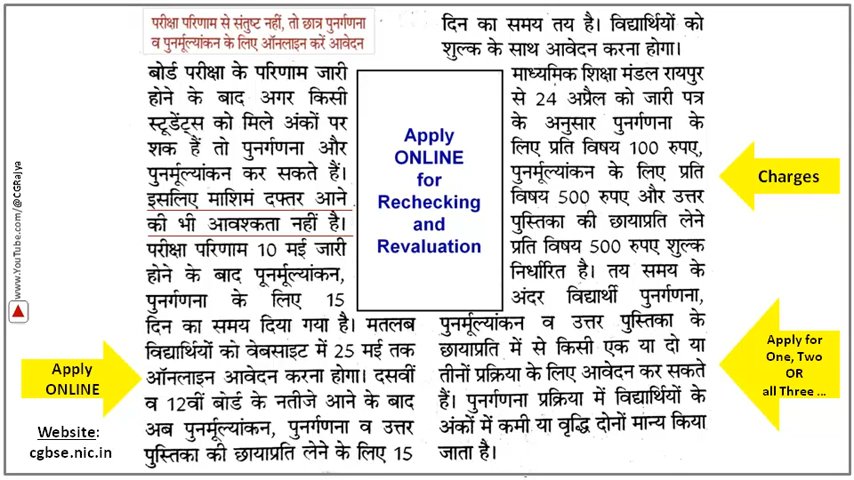 परीक्षा परिणाम से संतुष्ट नहीं, तो छात्र पुनर्गणना
व पुनर्मूल्यांकन के लिए ऑनलाइन करें आवेदन
बोर्ड परीक्षा के परिणाम जारी
होने के बाद अगर किसी
स्टूडेंट्स को मिले अंकों पर
शक हैं तो पुनर्गणना और
पुनर्मूल्यांकन कर सकते हैं।
इसलिए माशिमं दफ्तर आने
की भी आवश्कता नहीं है।
परीक्षा परिणाम 10 मई जारी
होने के बाद पूनर्मूल्यांकन,
पुनर्गणना के लिए 15
दिन का समय दिया गया है। मतलब
विद्यार्थियों को वेबसाइट में 25 मई तक
ऑनलाइन आवेदन करना होगा। दसवीं
व 12वीं बोर्ड के नतीजे आने के बाद
अब पुनर्मूल्यांकन, पुनर्गणना व उत्तर
पुस्तिका की छायाप्रति लेने के लिए 15
दिन का समय तय है। विद्यार्थियों को
शुल्क के साथ आवेदन करना होगा।
माध्यमिक शिक्षा मंडल रायपुर
से 24 अप्रैल को जारी पत्र
के अनुसार पुनर्गणना के
लिए प्रति विषय 100 रुपए,
पुनर्मूल्यांकन के लिए प्रति
विषय 500 रुपए और उत्तर
पुस्तिका की छायाप्रति लेने
प्रति विषय 500 रुपए शुल्क
निर्धारित है। तय समय के
अंदर विद्यार्थी पुनर्गणना,
पुनर्मूल्यांकन व उत्तर पुस्तिका के
छायाप्रति में से किसी एक या दो या
तीनों प्रक्रिया के लिए आवेदन कर सकते
हैं। पुनर्गणना प्रक्रिया में विद्यार्थियों के
अंकों में कमी या वृद्धि दोनों मान्य किया
जाता है।
Apply
ONLINE
for
Rechecking
and
Revaluation
Charges
Apply for
One, Two
OR
all Three ...
Apply
ONLINE
Website:
cgbse.nic.in
www.YouTube.com/@CGRajya